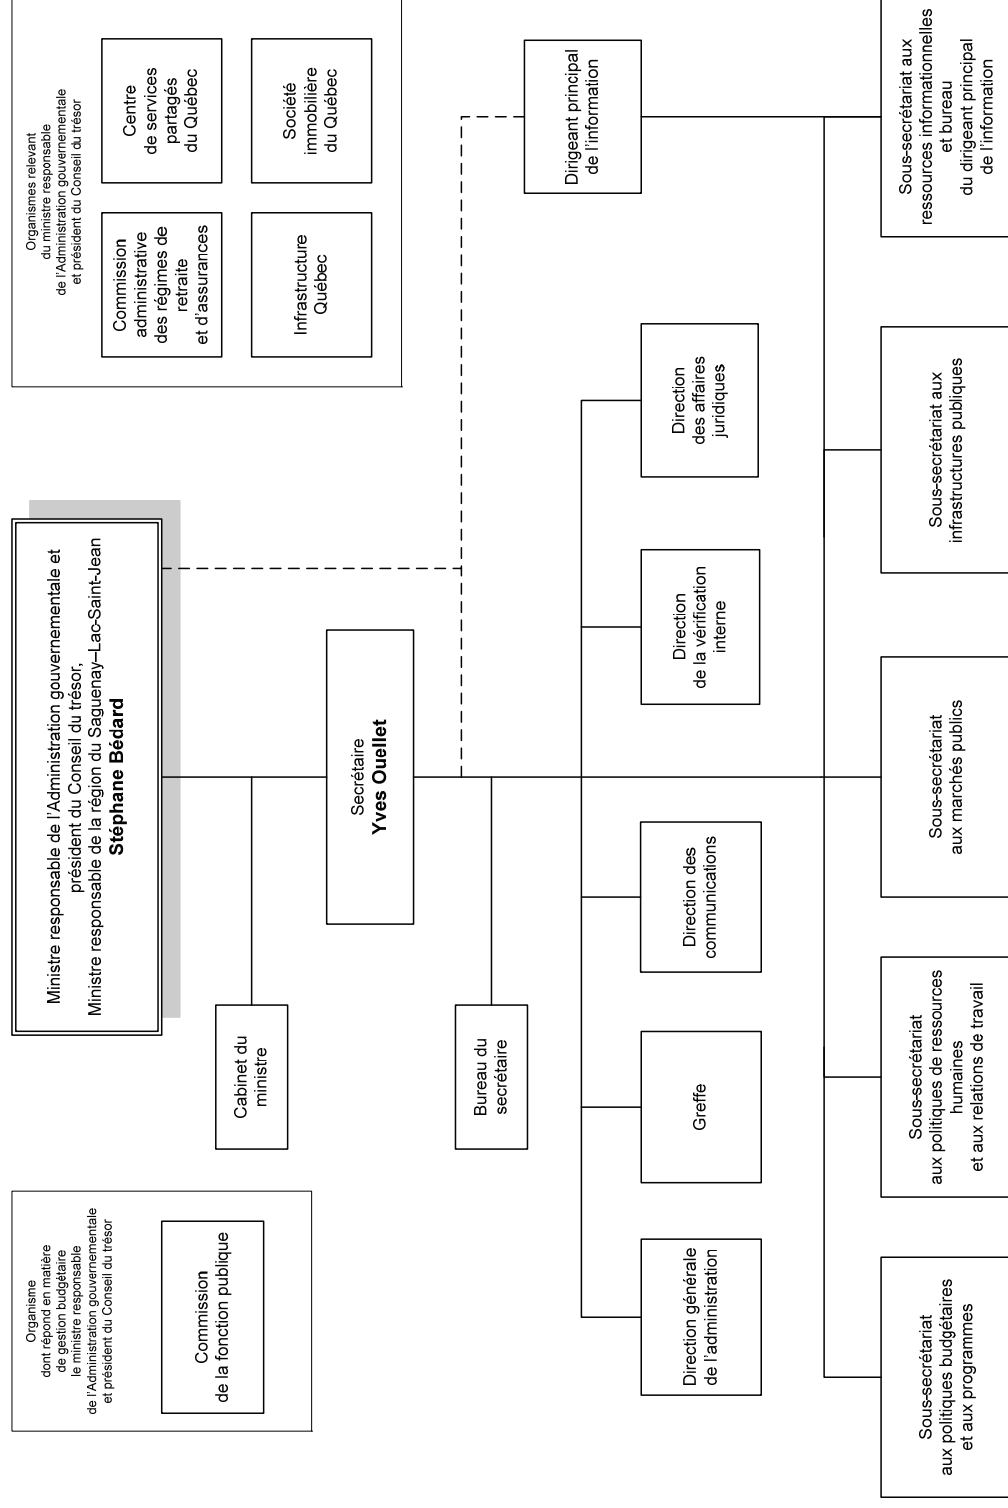 Organisme
dont répond en matière
de gestion budgétaire
le ministre responsable
de l'Administration gouvernementale
et président du Conseil du trésor
Commission
de la fonction publique
Ministre responsable de l'Administration gouvernementale et
président du Conseil du trésor,
Ministre responsable de la région du Saguenay–Lac-Saint-Jean
Stéphane Bédard
Organismes relevant
du ministre responsable
de l'Administration gouvernementale
et président du Conseil du trésor
Commission
administrative
des régimes de
retraite
et d'assurances
Centre
de services
partagés
du Québec
Infrastructure
Québec
Société
immobilière
du Québec
Cabinet du
ministre
Secrétaire
Yves Ouellet
Bureau du
secrétaire
Dirigeant principal
de l'information
Direction générale
de l'administration
Greffe
Direction des
communications
Direction
de la vérification
interne
Direction
des affaires
juridiques
Sous-secrétariat
aux politiques budgétaires
et aux programmes
Sous-secrétariat
aux politiques de ressources
humaines
et aux relations de travail
Sous-secrétariat
aux marchés publics
Sous-secrétariat aux
infrastructures publiques
Sous-secrétariat aux
ressources informationnelles
et bureau
du dirigeant principal
de l'information